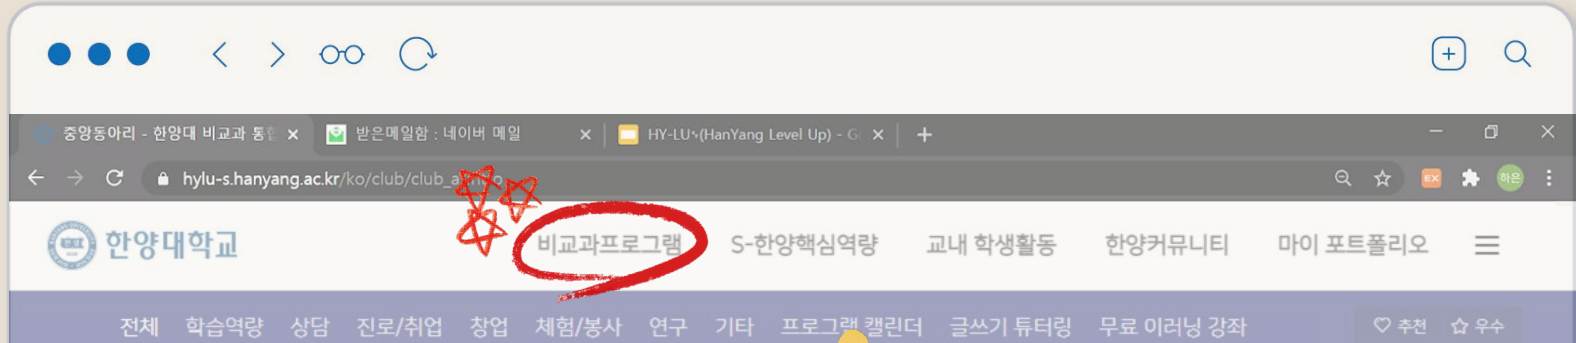 중앙동아리 - 한양대 비교과 통합
받은메일함 : 네이버 메일
HY-LU (HanYang Level Up) - G
hylu-s.hanyang.ac.kr/ko/club/club_a
EX
하은
한양대학교
비교과프로그램 S-한양핵심역량 교내 학생활동 한양커뮤니티 마이 포트폴리오
전체 학습역량 상담 진로/취업 창업 체험/봉사 연구 기타 프로그램 캘린더 글쓰기 튜터링 무료 이러닝 강좌 추천 우수